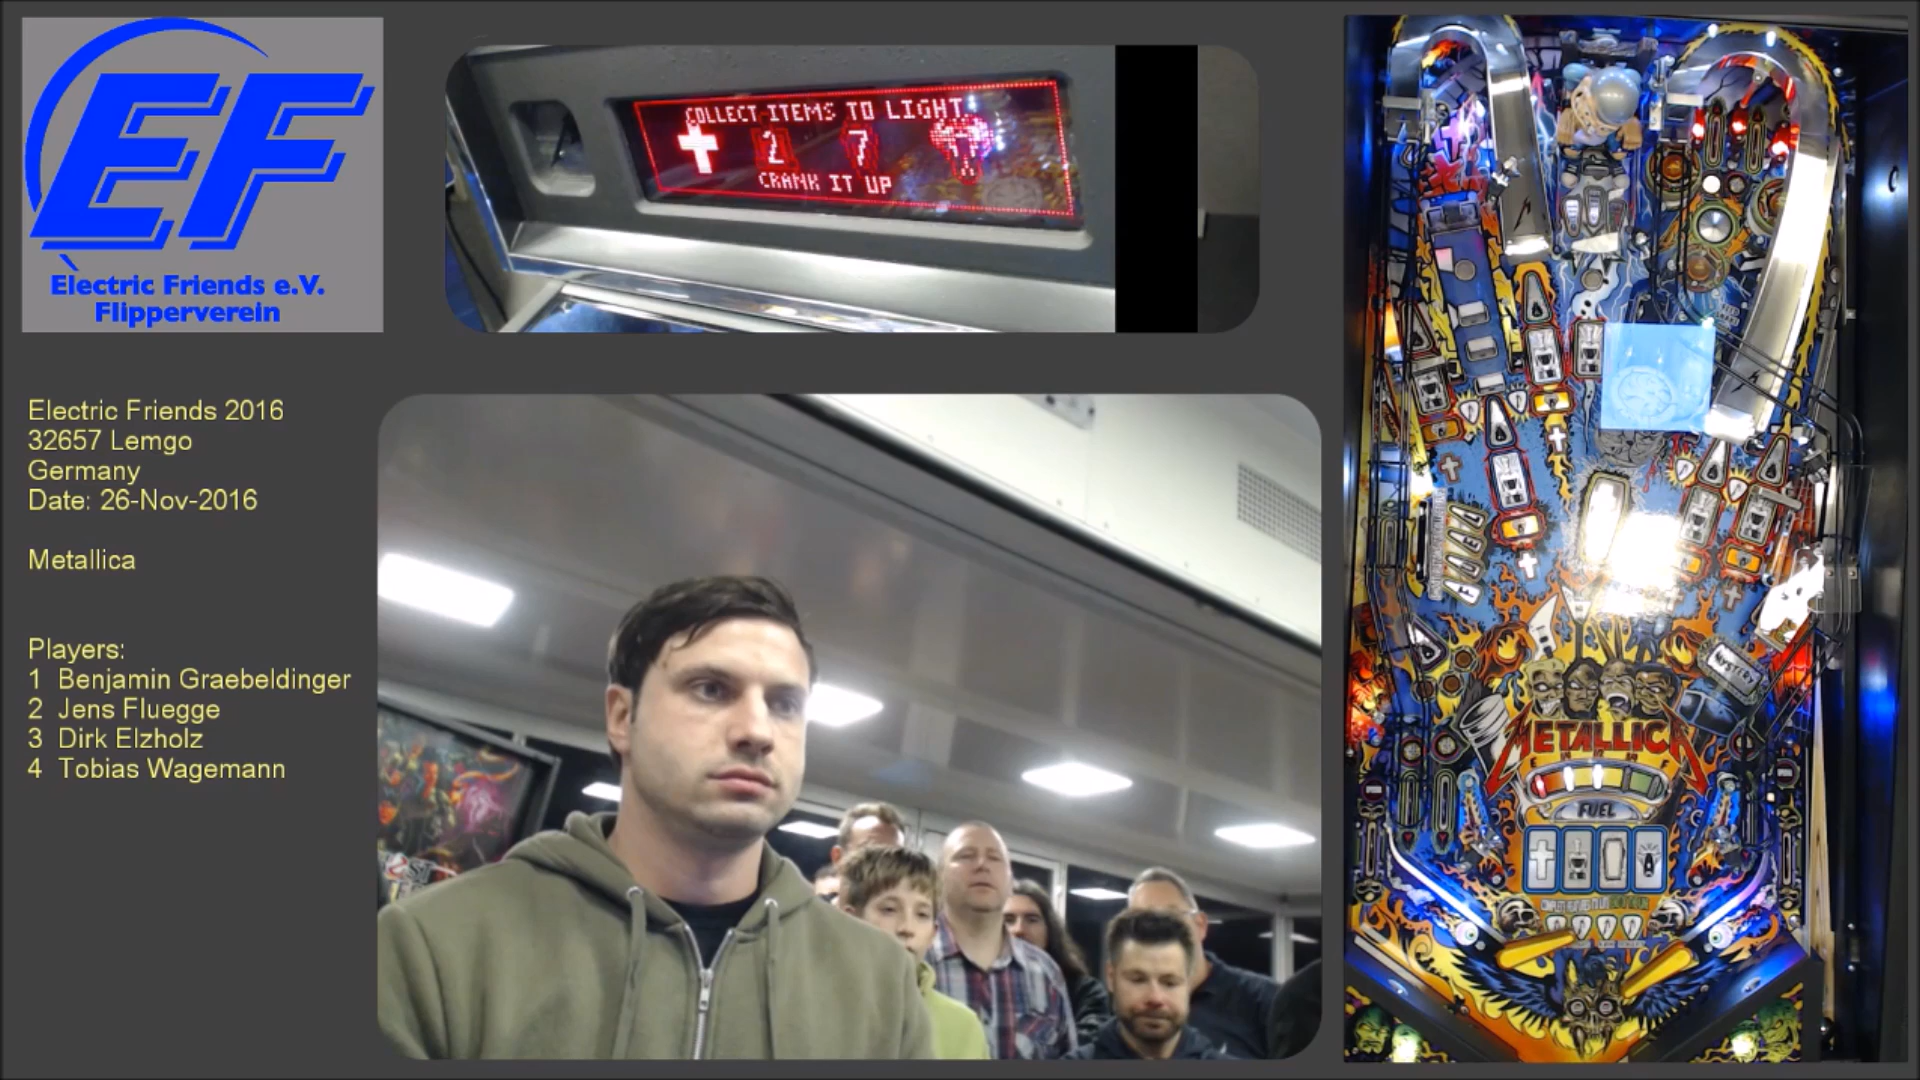 EF
Electric Friends e.V.
Flipperverein
COLLECT ITEMS TO LIGHT
2 7
CRANK IT UP
Electric Friends 2016
32657 Lemgo
Germany
Date: 26-Nov-2016
Metallica
Players:
1 Benjamin Graebeldinger
2 Jens Fluegge
3 Dirk Elzholz
4 Tobias Wagemann
MYSTERY
METALLICA
E F
FUEL